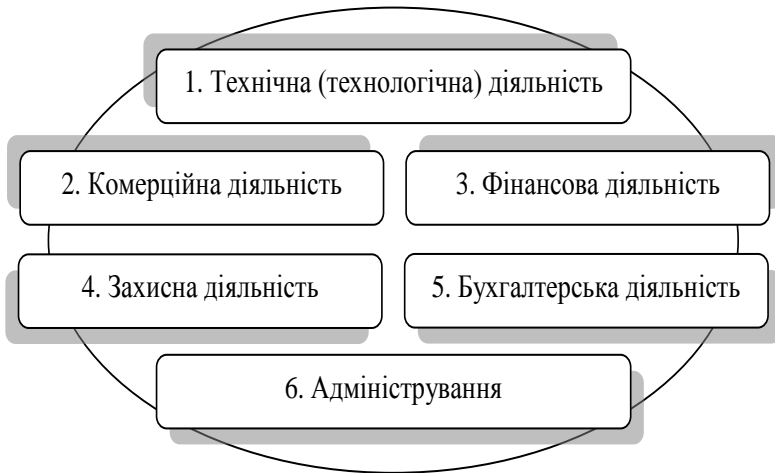 1. Технічна (технологічна) діяльність
2. Комерційна діяльність
3. Фінансова діяльність
4. Захисна діяльність
5. Бухгалтерська діяльність
6. Адміністрування